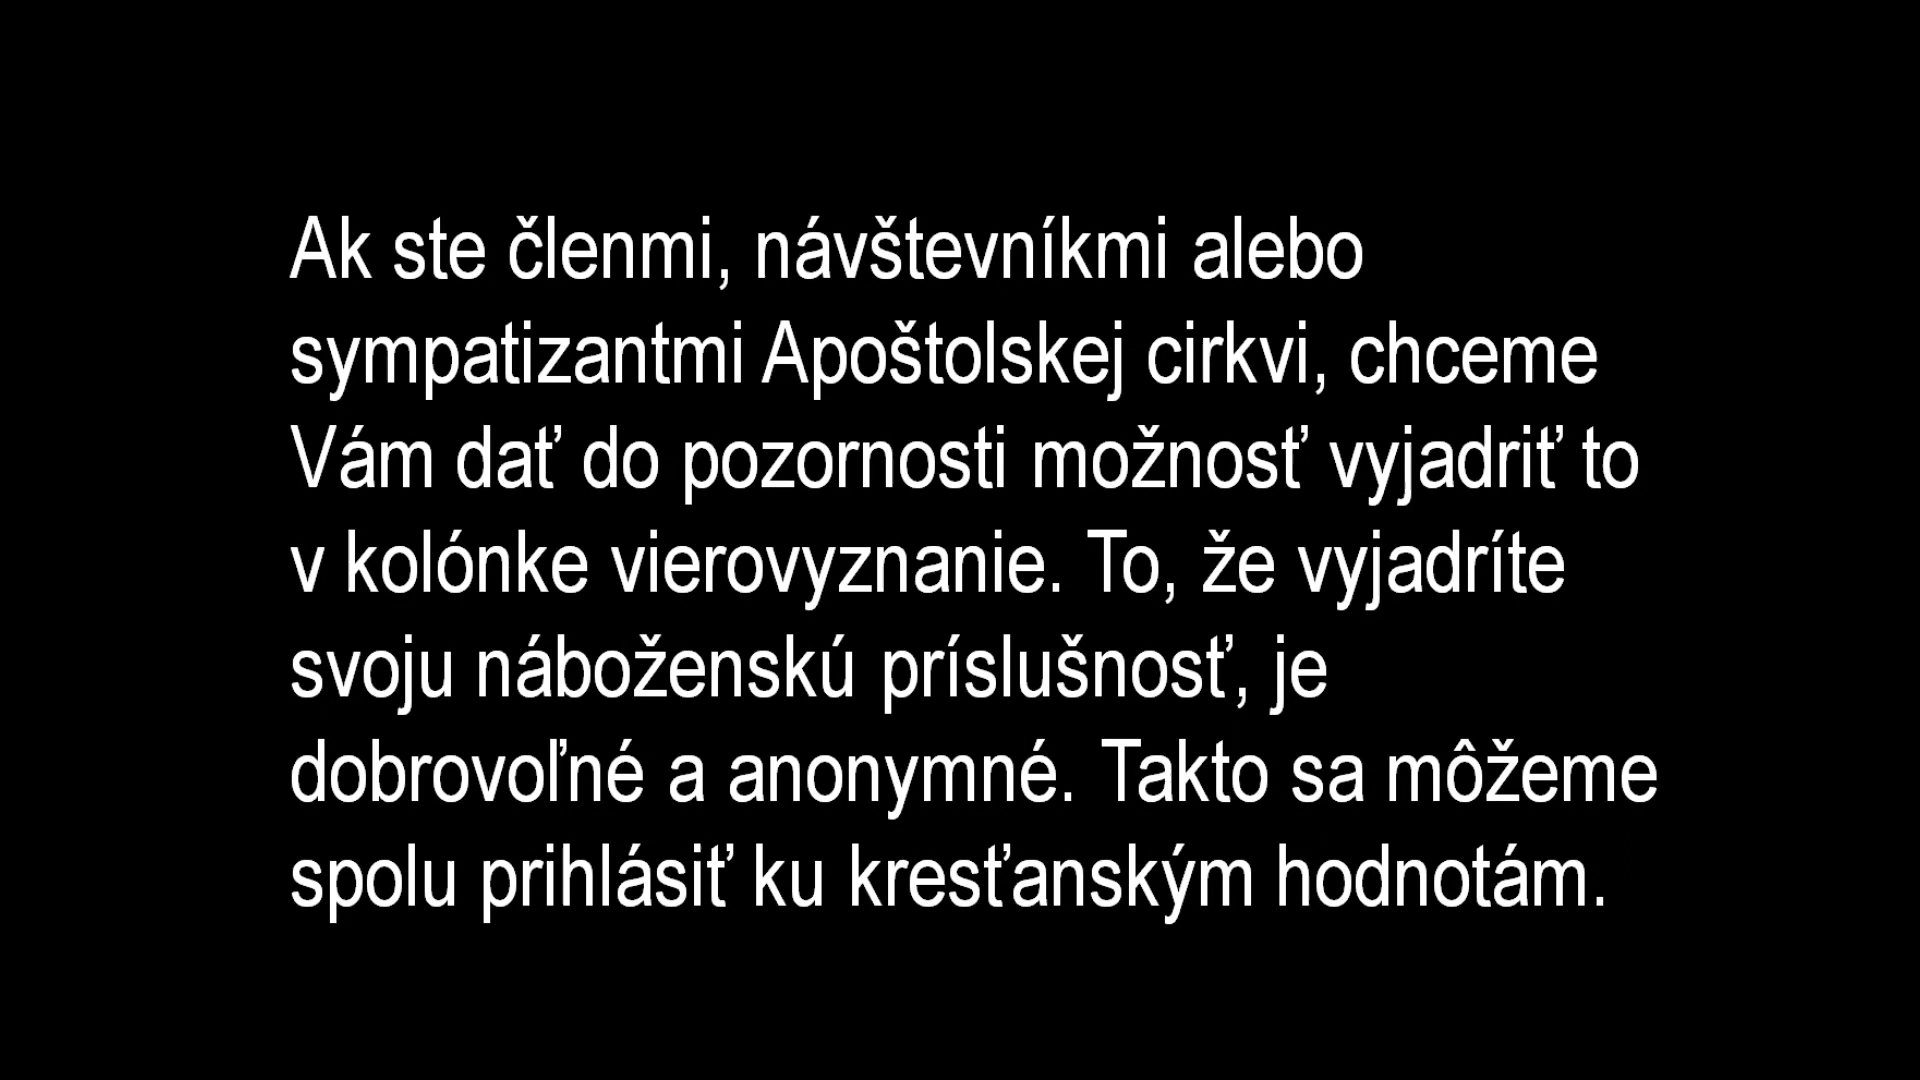 Ak ste členmi, návštevníkmi alebo
sympatizantmi Apoštolskej cirkvi, chceme
Vám dať do pozornosti možnosť vyjadriť to
v kolónke vierovyznanie. To, že vyjadríte
svoju náboženskú príslušnosť, je
dobrovoľné a anonymné. Takto sa môžeme
spolu prihlásiť ku kresťanským hodnotám.